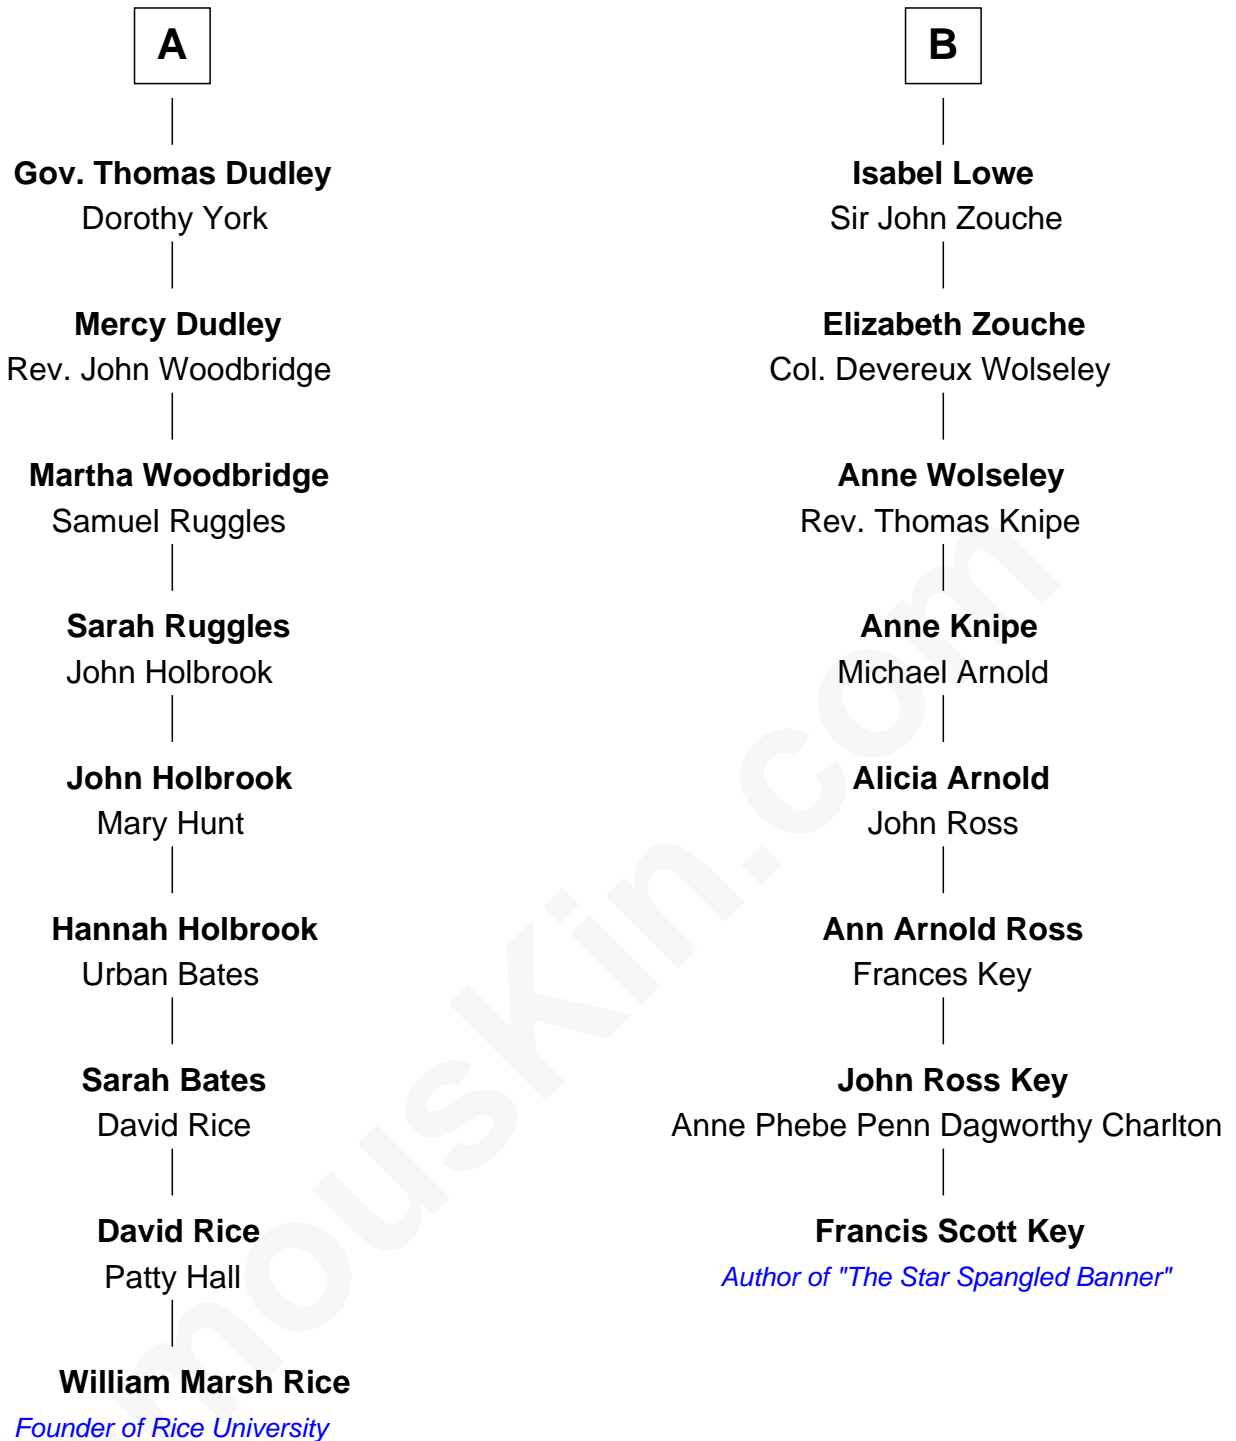 A
Gov. Thomas Dudley
Dorothy York
Mercy Dudley
Rev. John Woodbridge
Martha Woodbridge
Samuel Ruggles
Sarah Ruggles
John Holbrook
John Holbrook
Mary Hunt
Hannah Holbrook
Urban Bates
Sarah Bates
David Rice
David Rice
Patty Hall
William Marsh Rice
Founder of Rice University
B
Isabel Lowe
Sir John Zouche
Elizabeth Zouche
Col. Devereux Wolseley
Anne Wolseley
Rev. Thomas Knipe
Anne Knipe
Michael Arnold
Alicia Arnold
John Ross
Ann Arnold Ross
Frances Key
John Ross Key
Anne Phebe Penn Dagworthy Charlton
Francis Scott Key
Author of "The Star Spangled Banner"
mousKin.com